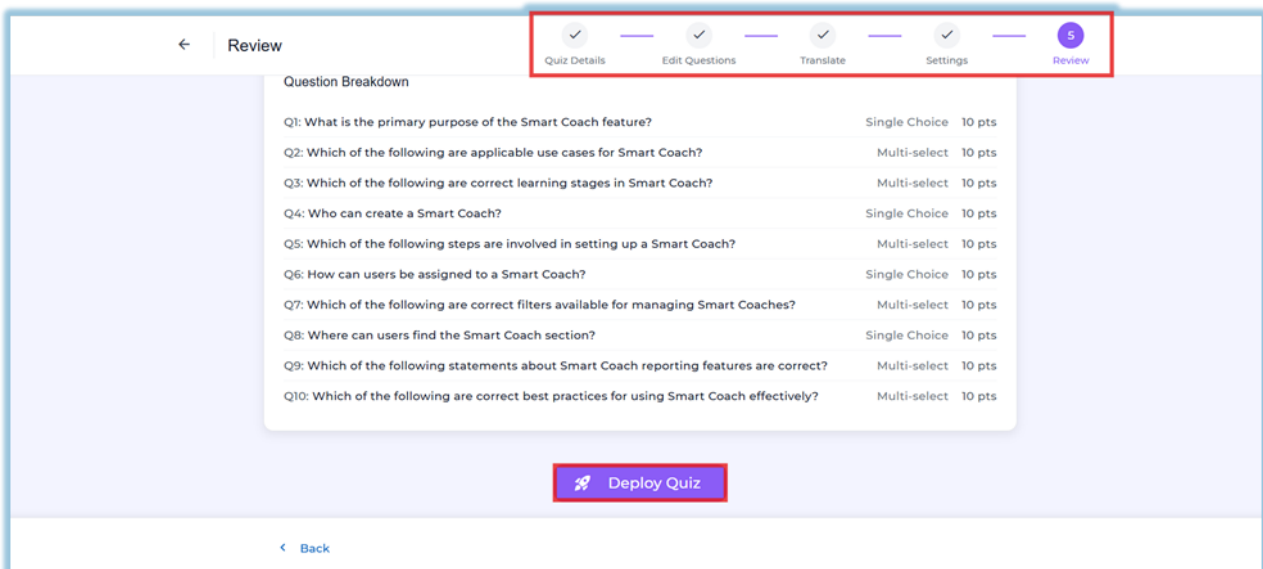 Review
5
Quiz Details Edit Questions Translate Settings Review
Question Breakdown
Q1: What is the primary purpose of the Smart Coach feature? Single Choice 10 pts
Q2: Which of the following are applicable use cases for Smart Coach? Multi-select 10 pts
Q3: Which of the following are correct learning stages in Smart Coach? Multi-select 10 pts
Q4: Who can create a Smart Coach? Single Choice 10 pts
Q5: Which of the following steps are involved in setting up a Smart Coach? Multi-select 10 pts
Q6: How can users be assigned to a Smart Coach? Single Choice 10 pts
Q7: Which of the following are correct filters available for managing Smart Coaches? Multi-select 10 pts
Q8: Where can users find the Smart Coach section? Single Choice 10 pts
Q9: Which of the following statements about Smart Coach reporting features are correct? Multi-select 10 pts
Q10: Which of the following are correct best practices for using Smart Coach effectively? Multi-select 10 pts
Deploy Quiz
Back